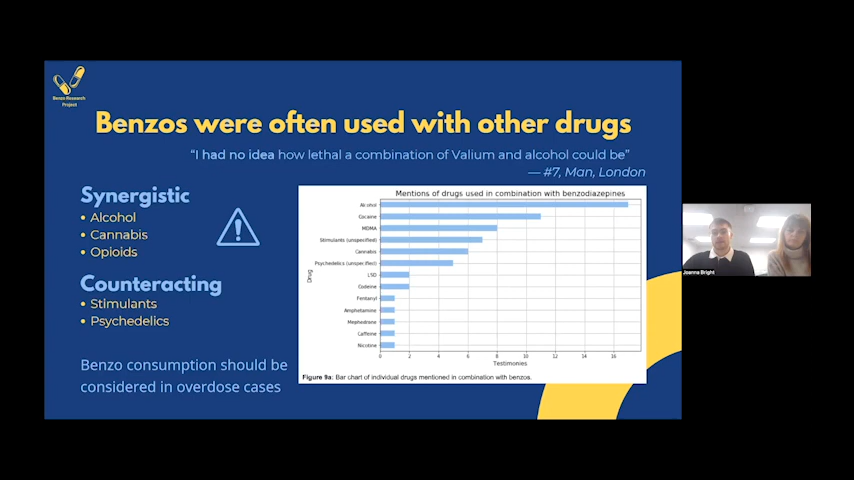 Benzo Research
Project
Benzos were often used with other drugs
“I had no idea how lethal a combination of Valium and alcohol could be”
— #7, Man, London
Synergistic
• Alcohol
• Cannabis
• Opioids
Counteracting
• Stimulants
• Psychedelics
Benzo consumption should be
considered in overdose cases
Mentions of drugs used in combination with benzodiazepines
Drug
Alcohol
Cocaine
MDMA
Stimulants (unspecified)
Cannabis
Psychedelics (unspecified)
LSD
Codeine
Fentanyl
Amphetamine
Mephedrone
Caffeine
Nicotine
0 2 4 6 8 10 12 14 16
Testimonies
Figure 9a: Bar chart of individual drugs mentioned in combination with benzos.
Joanna Bright